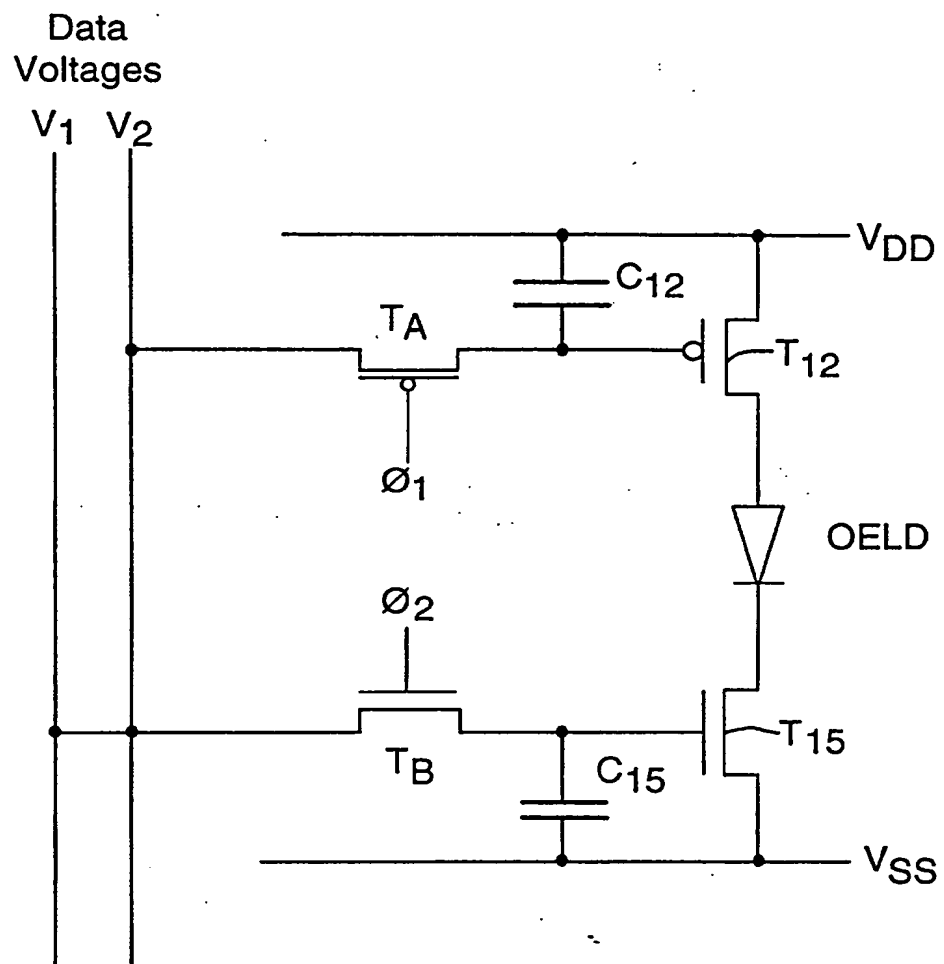 Data
Voltages
V1 V2
VDD
C12
TA
T12
Ø1
OELD
Ø2
T15
TB
C15
VSS